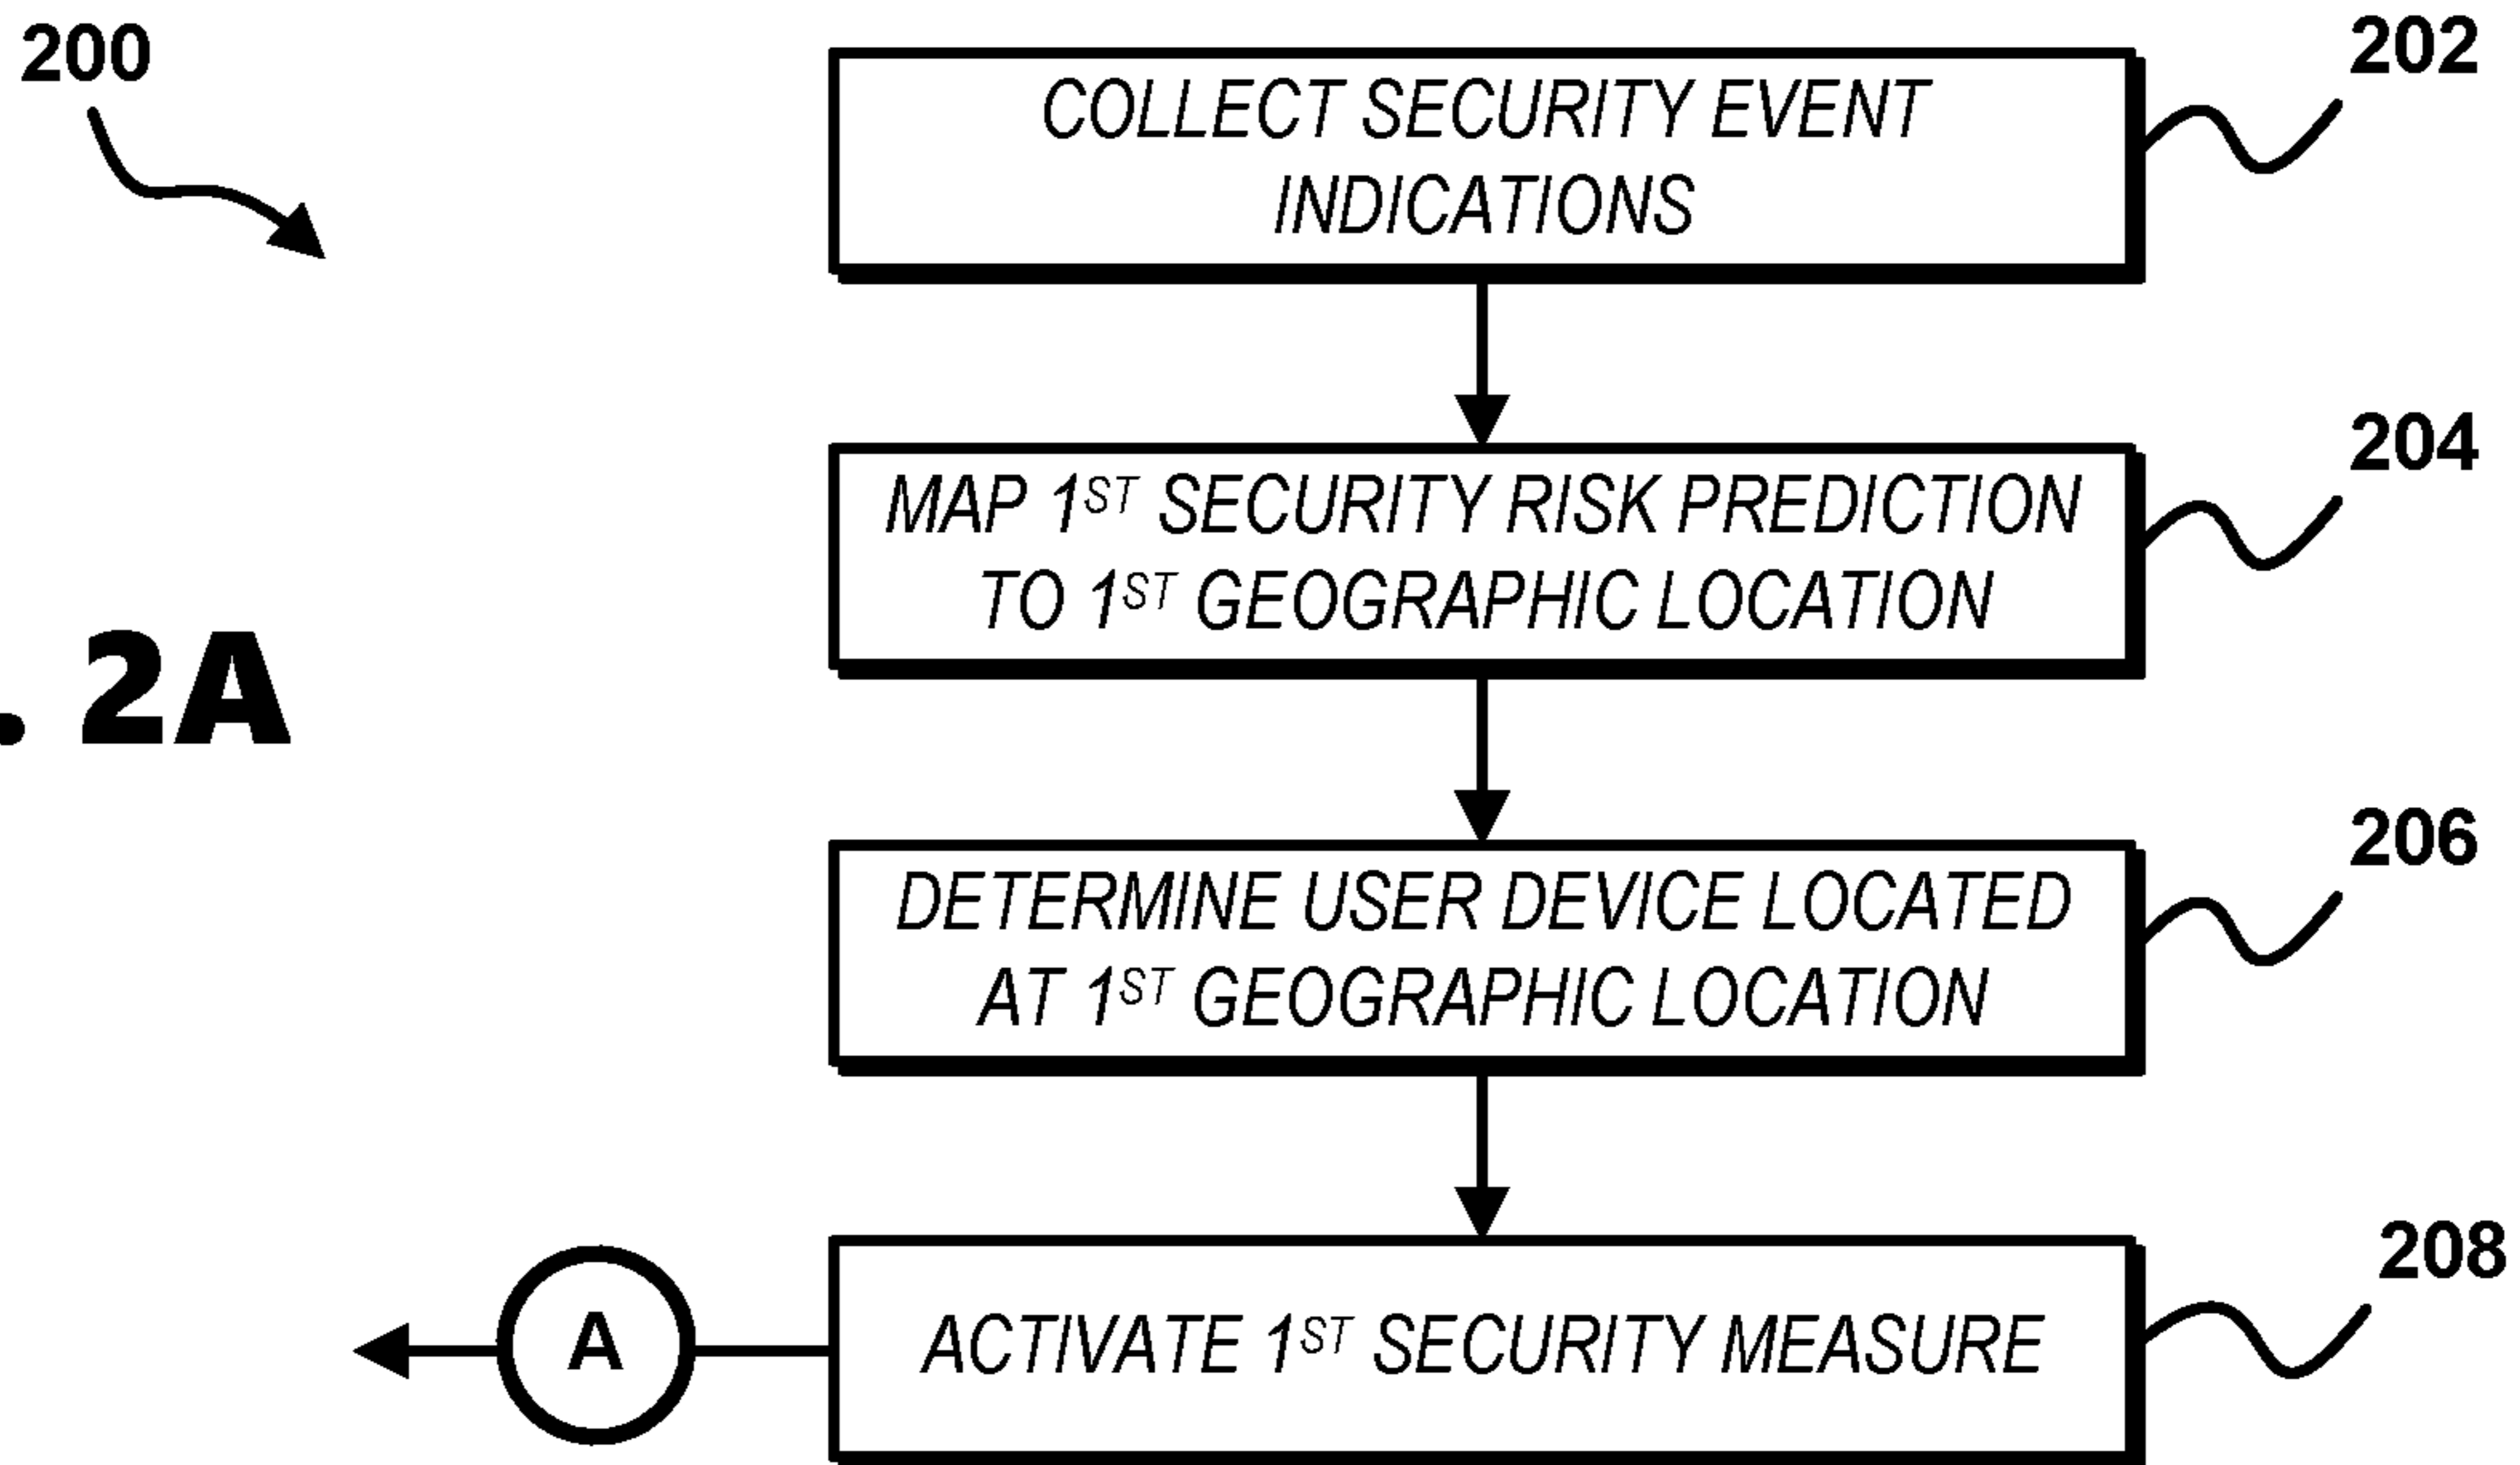 200
202
COLLECT SECURITY EVENT
INDICATIONS
204
MAP 1ST SECURITY RISK PREDICTION
TO 1ST GEOGRAPHIC LOCATION
. 2A
206
DETERMINE USER DEVICE LOCATED
AT 1ST GEOGRAPHIC LOCATION
208
A
ACTIVATE 1ST SECURITY MEASURE